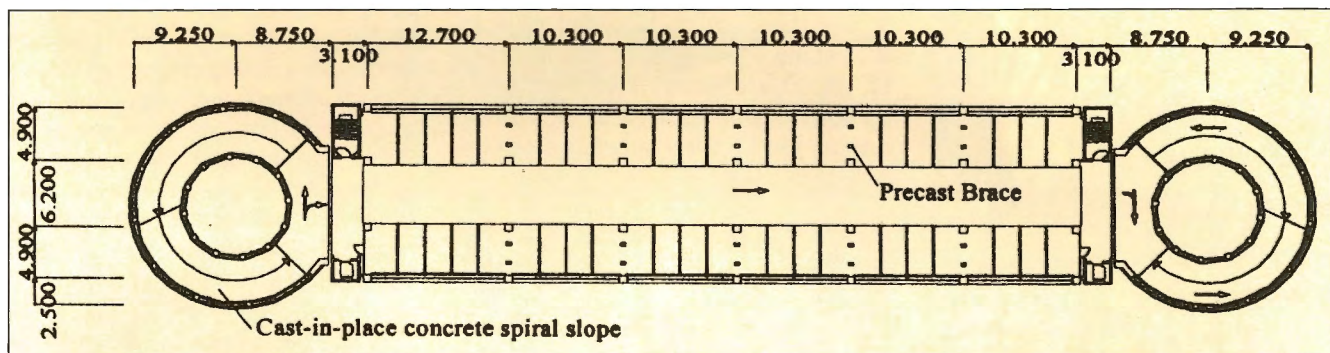 9.250 8.750 12.700 10.300 10.300 10.300 10.300 10.300 8.750 9.250
3.100 3.100
4.900
6.200
4.900
2.500
Precast Brace
Cast-in-place concrete spiral slope